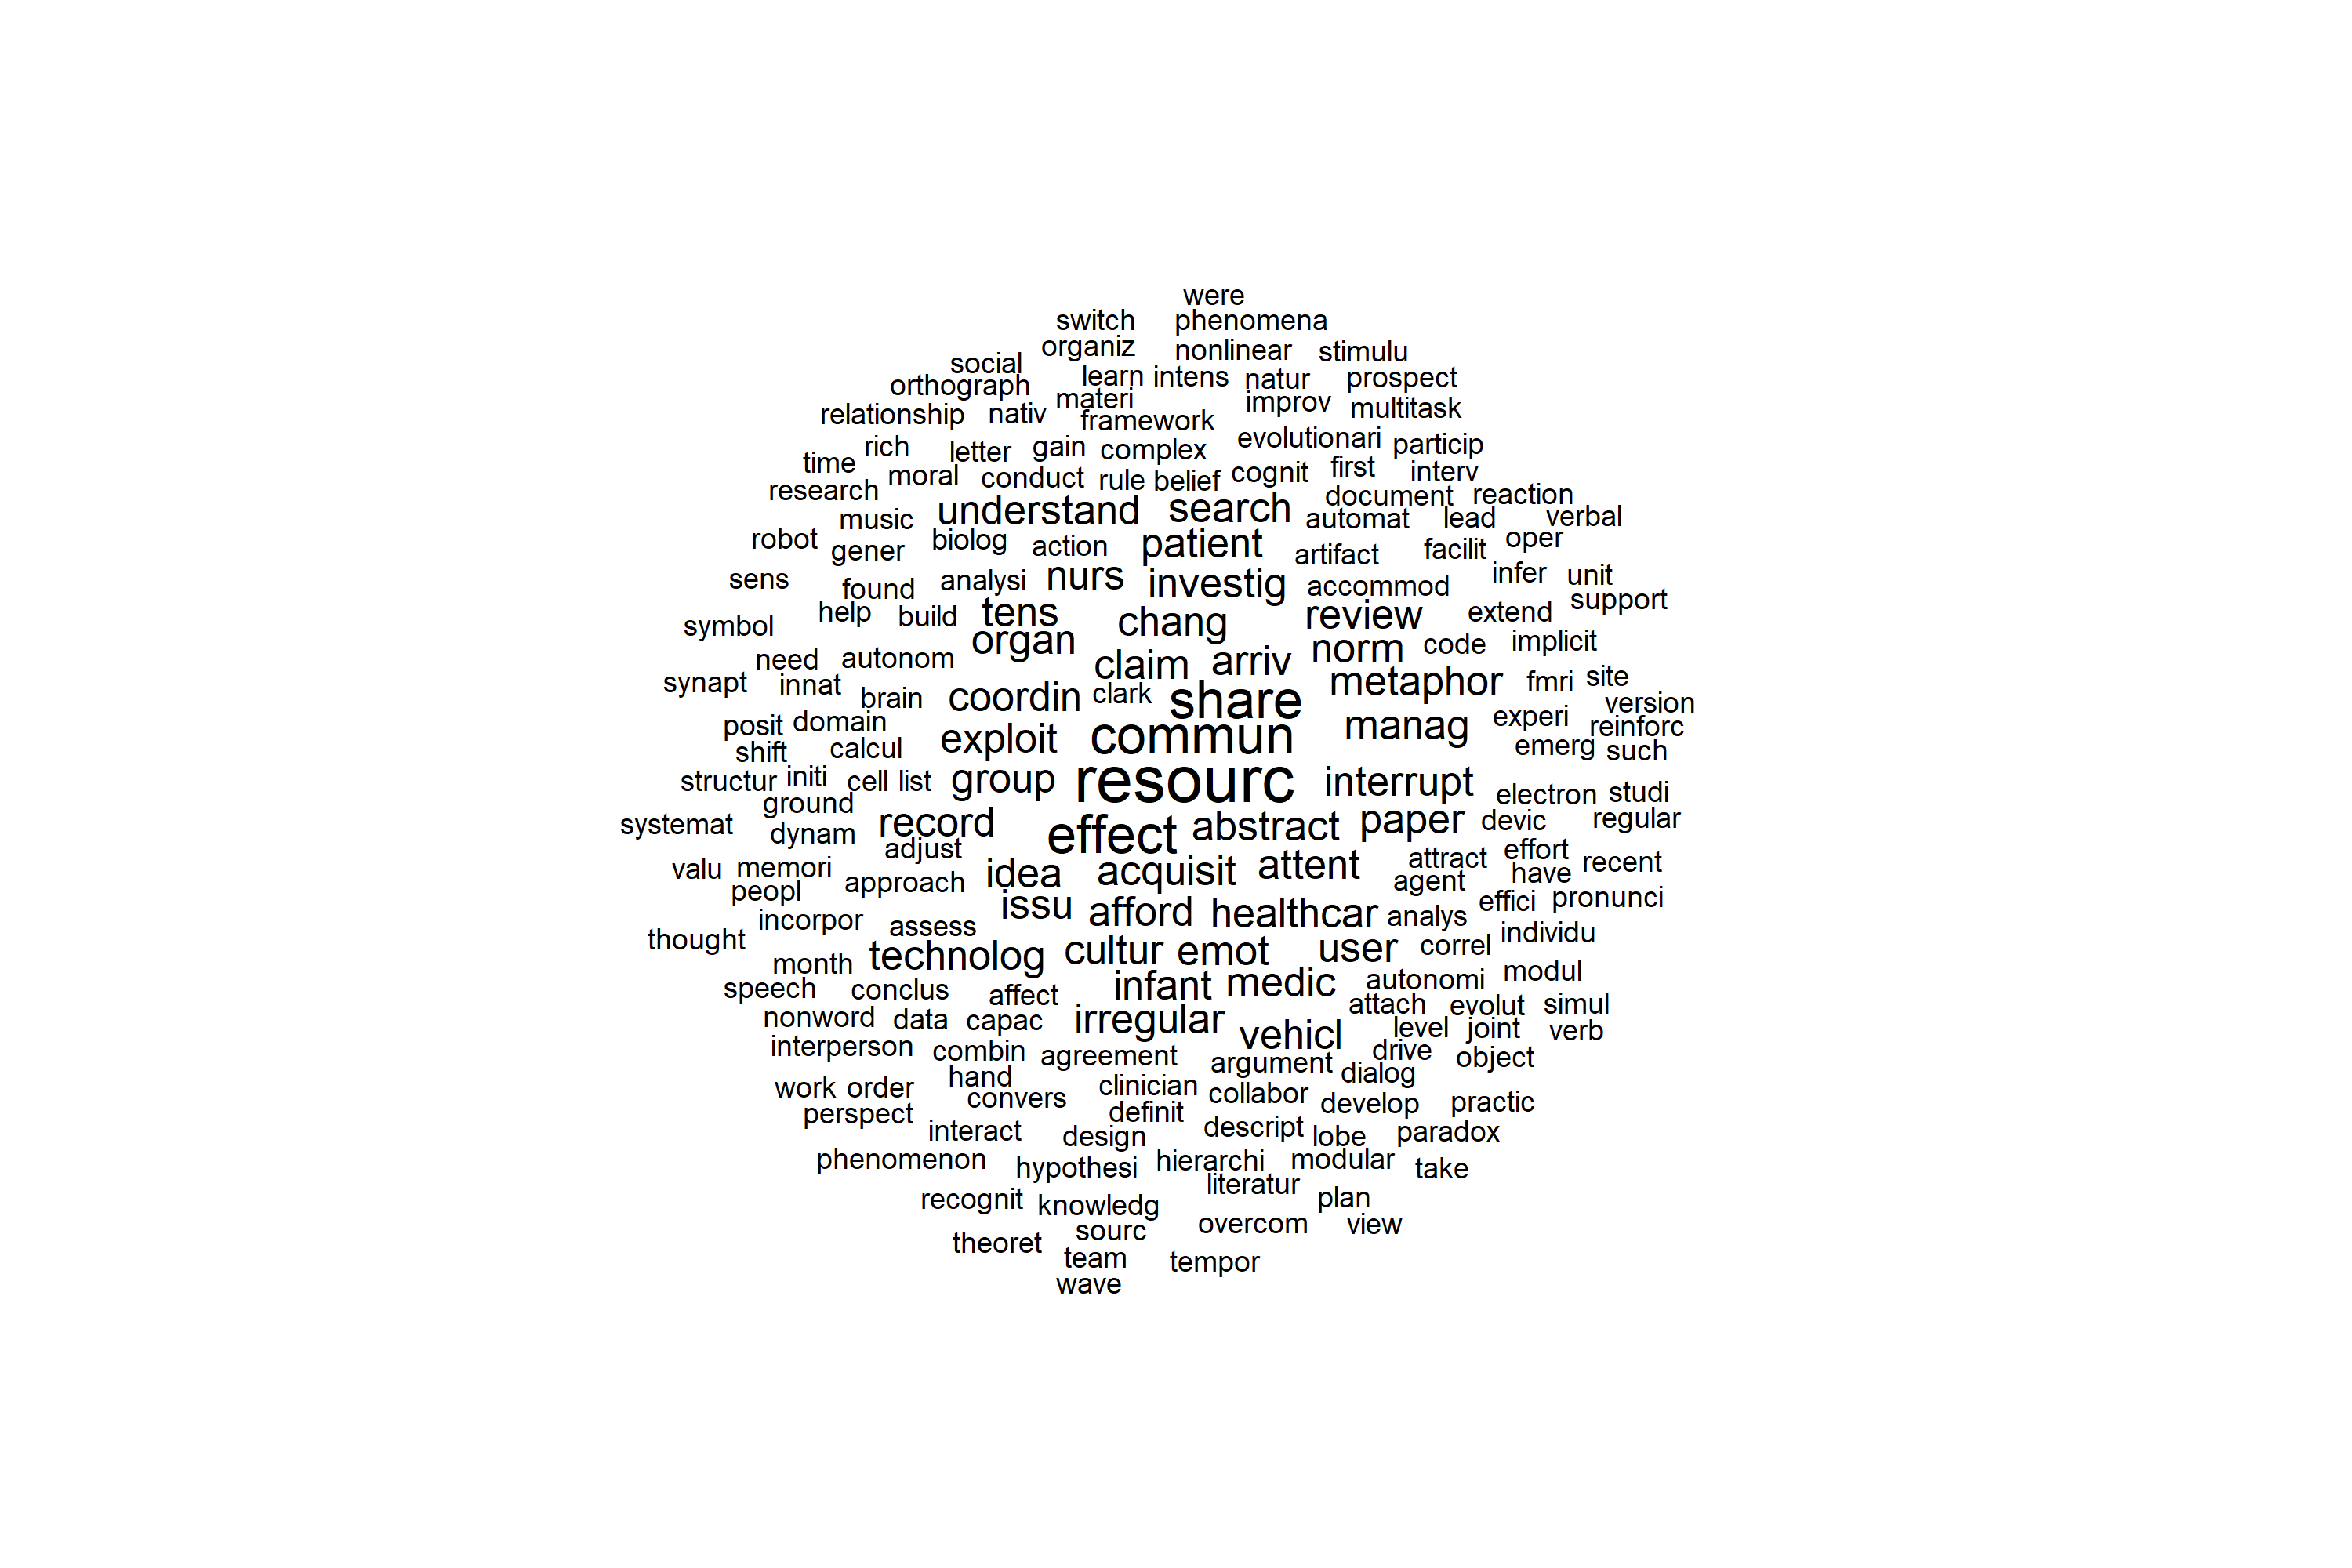 were
switch phenomena
organiz nonlinear stimulu
social learn intens natur prospect
orthograph materi improv multitask
relationship nativ framework
rich letter gain complex evolutionari particip
time moral conduct rule belief cognit first interv
research understand search document reaction
music automat lead verbal
robot gener biolog action patient artifact facilit oper
sens found analysi nurs investig accommod infer unit
symbol help build tens chang review extend support
organ norm code implicit
need autonom claim arriv
synapt innat brain coordin clark share metaphor fmri site
version
posit domain exploit commun manag experi reinforc
shift calcul emerg such
structur initi cell list group resourc interrupt electron studi
ground
systemat dynam record effect abstract paper devic regular
adjust
valu memori approach idea acquisit attent attract effort recent
peopl agent have
incorpor assess issu afford healthcar analys effici pronunci
thought technolog cultur emot user correl individu
month infant medic autonomi modul
speech conclus affect attach evolut simul
nonword data capac irregular vehicl level joint verb
interperson combin agreement argument drive object
hand dialog
work order convers clinician collabor develop practic
perspect definit
interact design descript lobe paradox
phenomenon hypothesi hierarchi modular take
literatur
recognit knowledg plan
sourc overcom view
theoret team tempor
wave